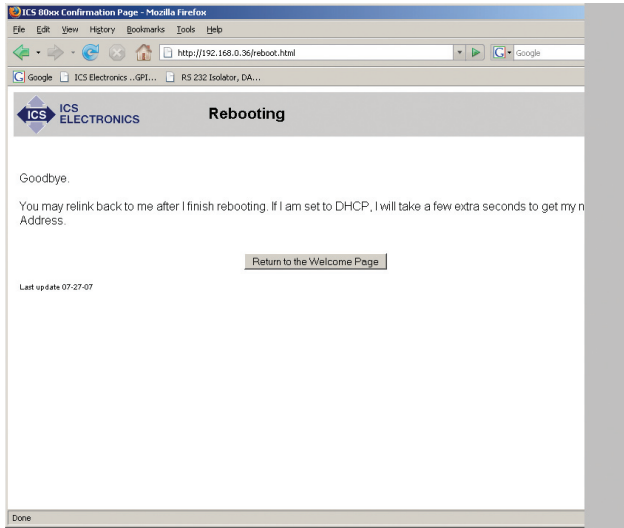 ICS 80xx Confirmation Page - Mozilla Firefox
File Edit View History Bookmarks Tools Help
http://192.168.0.36/reboot.html
G Google
G Google ICS Electronics ..GPI... RS 232 Isolator, DA...
ICS
ICS
ELECTRONICS
Rebooting
Goodbye.
You may relink back to me after I finish rebooting. If I am set to DHCP, I will take a few extra seconds to get my n
Address.
Return to the Welcome Page
Last update 07-27-07
Done